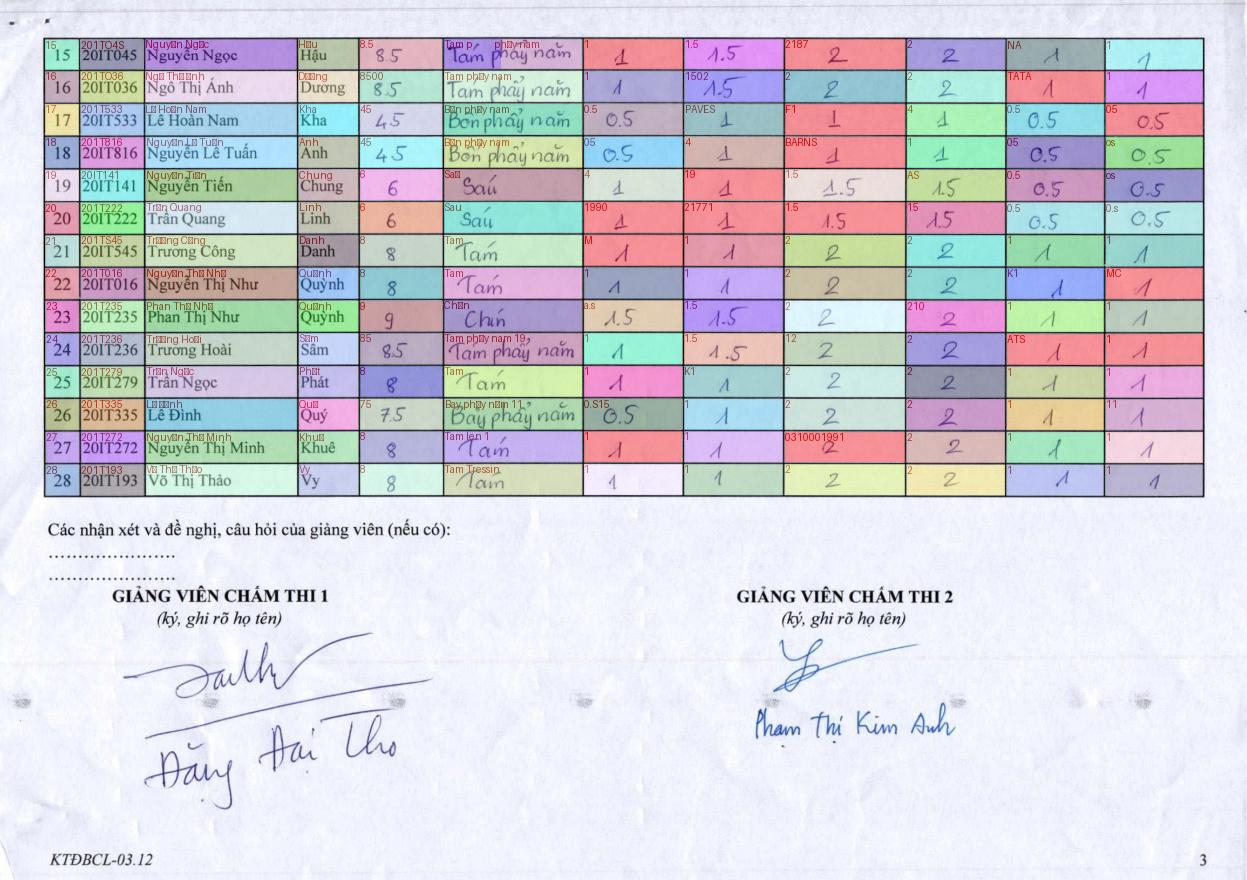 15 20IT045 Nguyễn Ngọc Hậu 8.5 Tám phẩy năm 1 1.5 2 2 1 1
16 20IT036 Ngô Thị Ánh Dương 8.5 Tam phẩy năm 1 1.5 2 2 1 1
17 20IT533 Lê Hoàn Nam Kha 4.5 Bốn phẩy năm 0.5 1 1 1 0.5 0.5
18 20IT816 Nguyễn Lê Tuấn Anh 4.5 Bốn phẩy năm 0.5 1 1 1 0.5 0.5
19 20IT141 Nguyễn Tiến Chung 6 Sáu 1 1 1.5 1.5 0.5 0.5
20 20IT222 Trần Quang Linh 6 Sáu 1 1 1.5 1.5 0.5 0.5
21 20IT545 Trương Công Danh 8 Tám 1 1 2 2 1 1
22 20IT016 Nguyễn Thị Như Quỳnh 8 Tám 1 1 2 2 1 1
23 20IT235 Phan Thị Như Quỳnh 9 Chín 1.5 1.5 2 2 1 1
24 20IT236 Trương Hoài Sâm 8.5 Tám phẩy năm 1 1.5 2 2 1 1
25 20IT279 Trần Ngọc Phát 8 Tám 1 1 2 2 1 1
26 20IT335 Lê Đình Quý 7.5 Bảy phẩy năm 0.5 1 2 2 1 1
27 20IT272 Nguyễn Thị Minh Khuê 8 Tám 1 1 2 2 1 1
28 20IT193 Võ Thị Thảo Vy 8 Tám 1 1 2 2 1 1
Các nhận xét và đề nghị, câu hỏi của giảng viên (nếu có):
......................
......................
GIẢNG VIÊN CHẤM THI 1 GIẢNG VIÊN CHẤM THI 2
(ký, ghi rõ họ tên) (ký, ghi rõ họ tên)
Phạm Thị Kim Anh
Đặng Đại Thọ
KTĐBCL-03.12 3